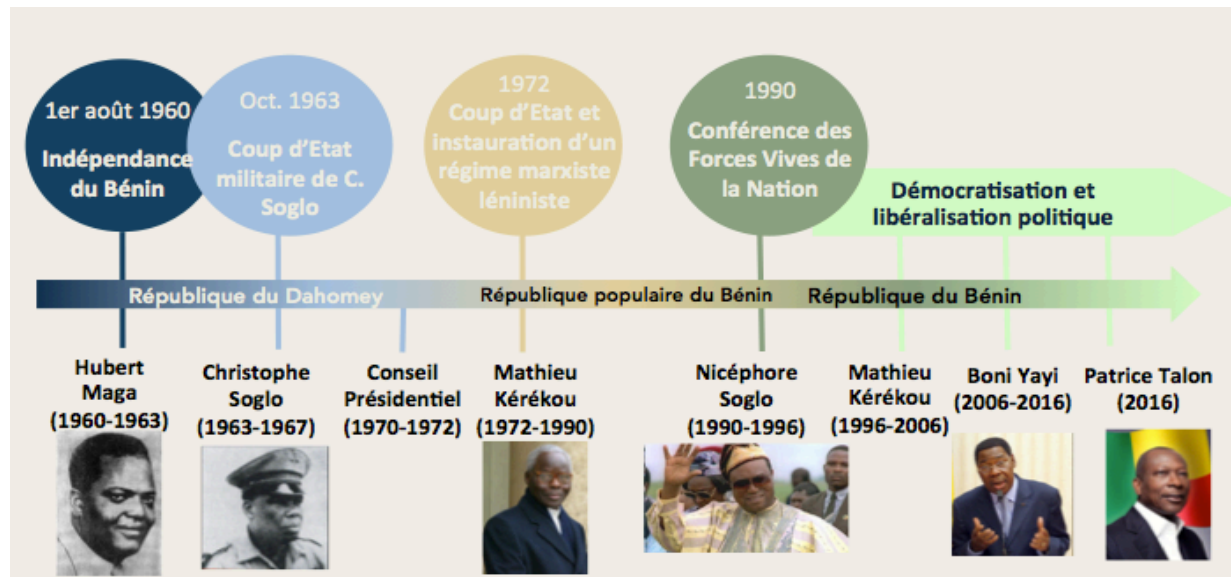 1er août 1960
Indépendance
du Bénin
Oct. 1963
Coup d'Etat
militaire de C.
Soglo
1972
Coup d'Etat et
instauration d'un
régime marxiste
léniniste
1990
Conférence des
Forces Vives de
la Nation
Démocratisation et
libéralisation politique
République du Dahomey
République populaire du Bénin
République du Bénin
Hubert
Maga
(1960-1963)
Christophe
Soglo
(1963-1967)
Conseil
Présidentiel
(1970-1972)
Mathieu
Kérékou
(1972-1990)
Nicéphore
Soglo
(1990-1996)
Mathieu
Kérékou
(1996-2006)
Boni Yayi
(2006-2016)
Patrice Talon
(2016)